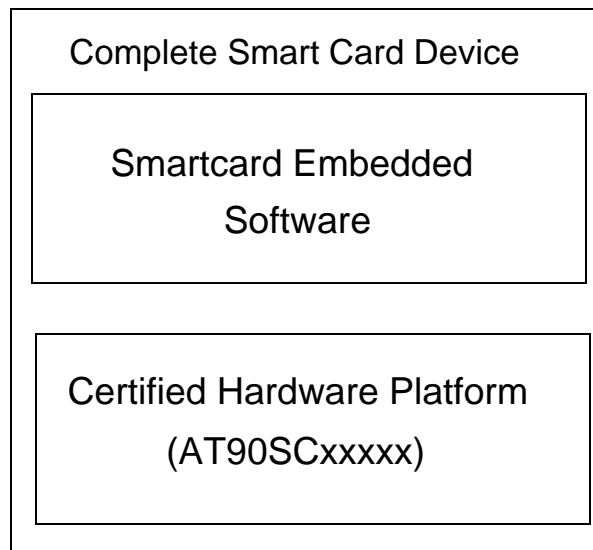 Complete Smart Card Device
Smartcard Embedded
Software
Certified Hardware Platform
(AT90SCxxxxx)